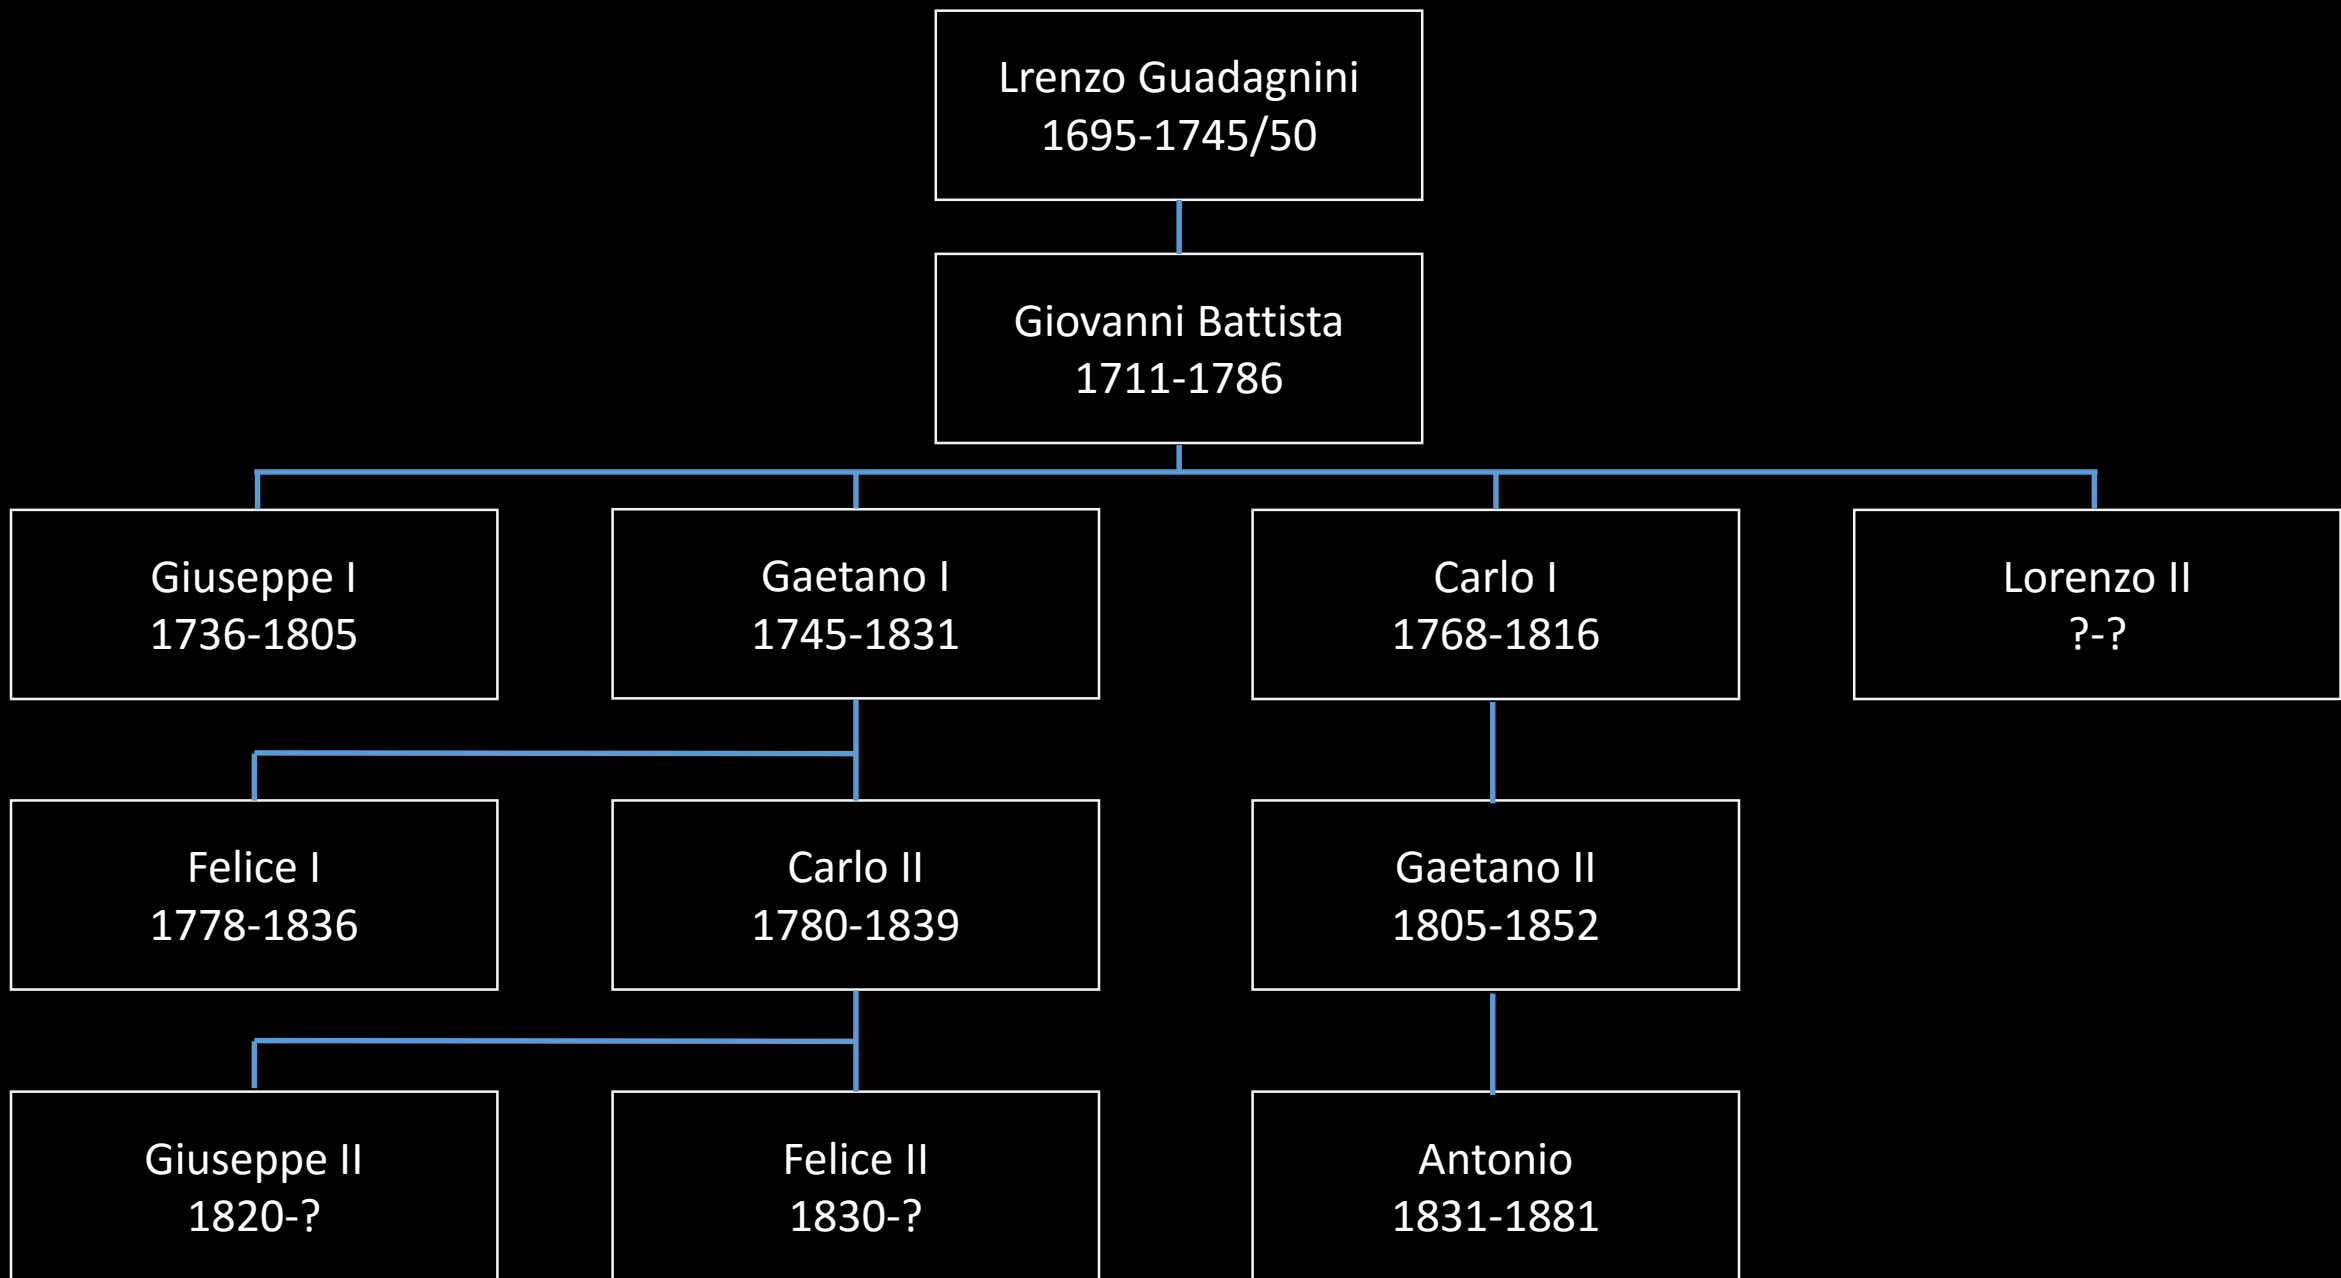 Lrenzo Guadagnini
1695-1745/50
Giovanni Battista
1711-1786
Giuseppe I
1736-1805
Gaetano I
1745-1831
Carlo I
1768-1816
Lorenzo II
?-?
Felice I
1778-1836
Carlo II
1780-1839
Gaetano II
1805-1852
Giuseppe II
1820-?
Felice II
1830-?
Antonio
1831-1881